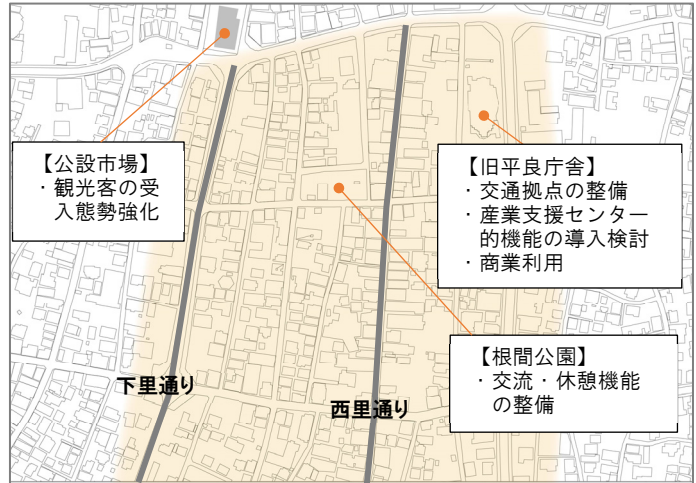 【公設市場】
・観光客の受
入態勢強化
【旧平良庁舎】
・交通拠点の整備
・産業支援センター
的機能の導入検討
・商業利用
【根間公園】
・交流・休憩機能
の整備
下里通り
西里通り